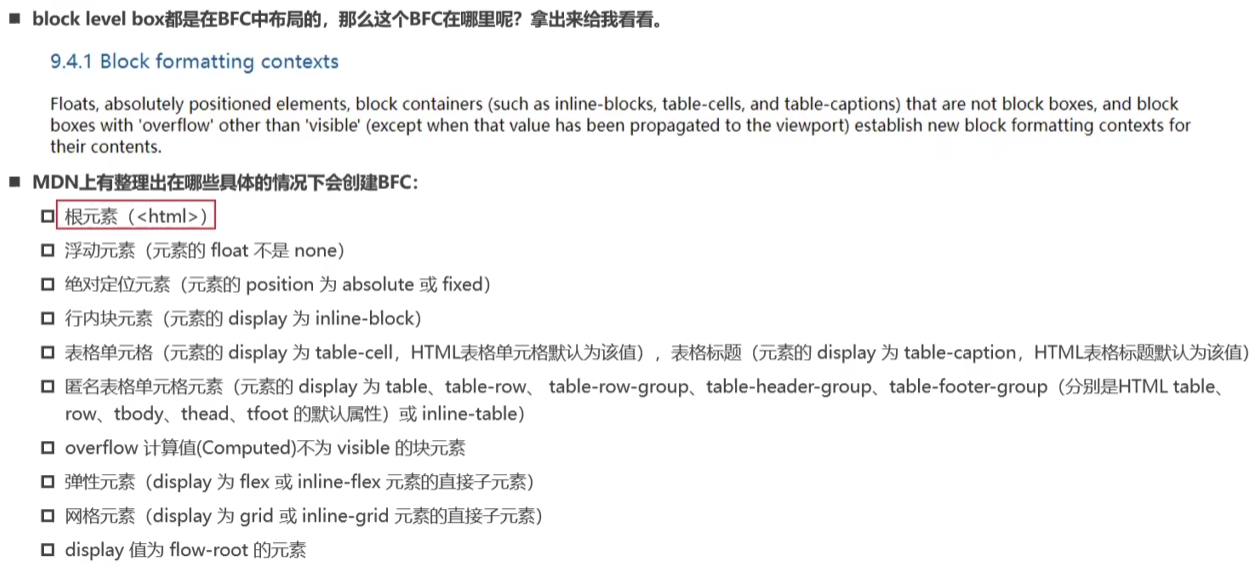 block level box都是在BFC中布局的，那么这个BFC在哪里呢？拿出来给我看看。
9.4.1 Block formatting contexts
Floats, absolutely positioned elements, block containers (such as inline-blocks, table-cells, and table-captions) that are not block boxes, and block
boxes with 'overflow' other than 'visible' (except when that value has been propagated to the viewport) establish new block formatting contexts for
their contents.
MDN上有整理出在哪些具体的情况下会创建BFC：
根元素（<html>）
浮动元素（元素的 float 不是 none）
绝对定位元素（元素的 position 为 absolute 或 fixed）
行内块元素（元素的 display 为 inline-block）
表格单元格（元素的 display 为 table-cell，HTML表格单元格默认为该值），表格标题（元素的 display 为 table-caption，HTML表格标题默认为该值）
匿名表格单元格元素（元素的 display 为 table、table-row、 table-row-group、table-header-group、table-footer-group（分别是HTML table、
row、tbody、thead、tfoot 的默认属性）或 inline-table）
overflow 计算值(Computed)不为 visible 的块元素
弹性元素（display 为 flex 或 inline-flex 元素的直接子元素）
网格元素（display 为 grid 或 inline-grid 元素的直接子元素）
display 值为 flow-root 的元素